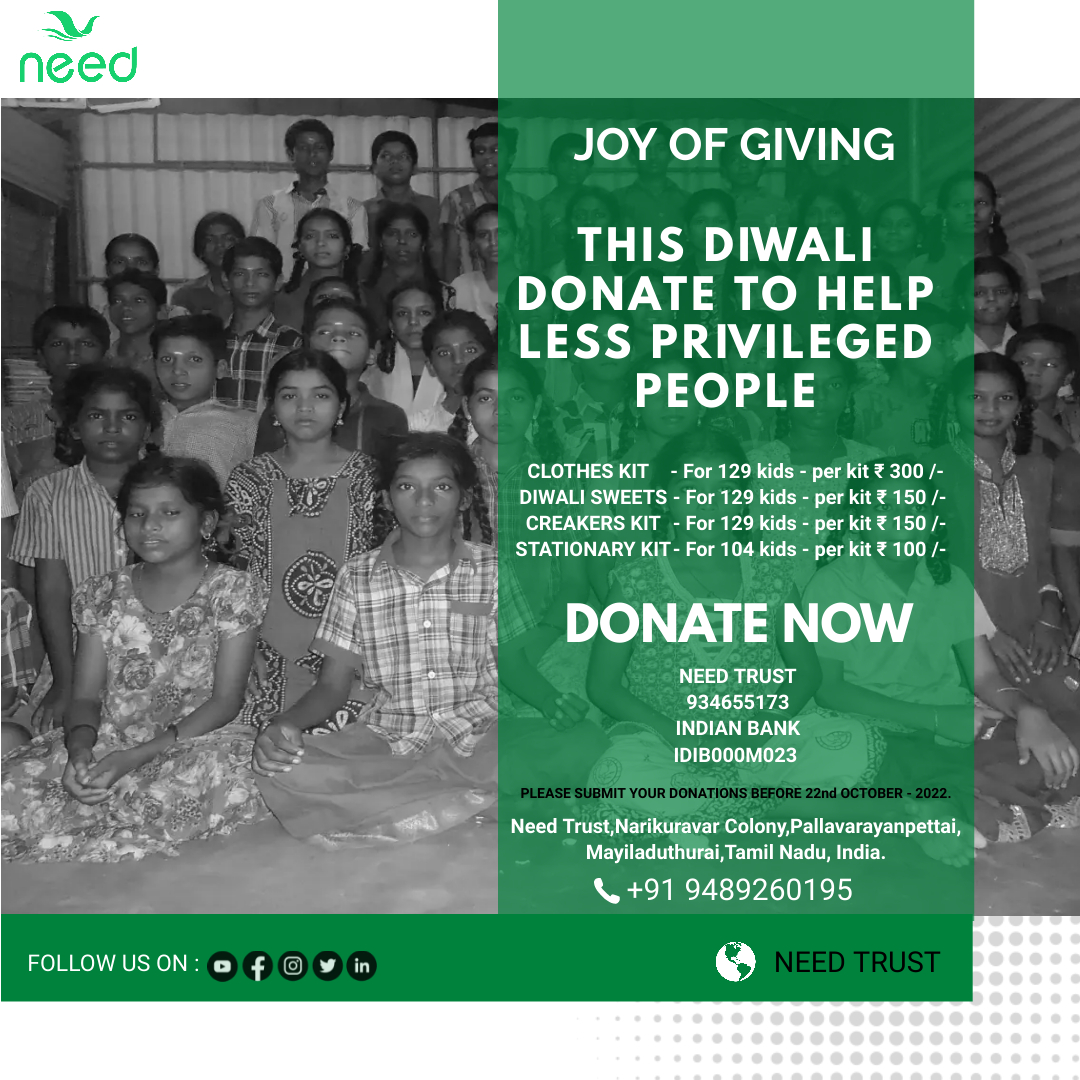 need
JOY OF GIVING
THIS DIWALI
DONATE TO HELP
LESS PRIVILEGED
PEOPLE
CLOTHES KIT - For 129 kids - per kit ₹ 300 /-
DIWALI SWEETS - For 129 kids - per kit ₹ 150 /-
CREAKERS KIT - For 129 kids - per kit ₹ 150 /-
STATIONARY KIT - For 104 kids - per kit ₹ 100 /-
DONATE NOW
NEED TRUST
934655173
INDIAN BANK
IDIB000M023
PLEASE SUBMIT YOUR DONATIONS BEFORE 22nd OCTOBER - 2022.
Need Trust,Narikuravar Colony,Pallavarayanpettai,
Mayiladuthurai,Tamil Nadu, India.
+91 9489260195
FOLLOW US ON :
NEED TRUST